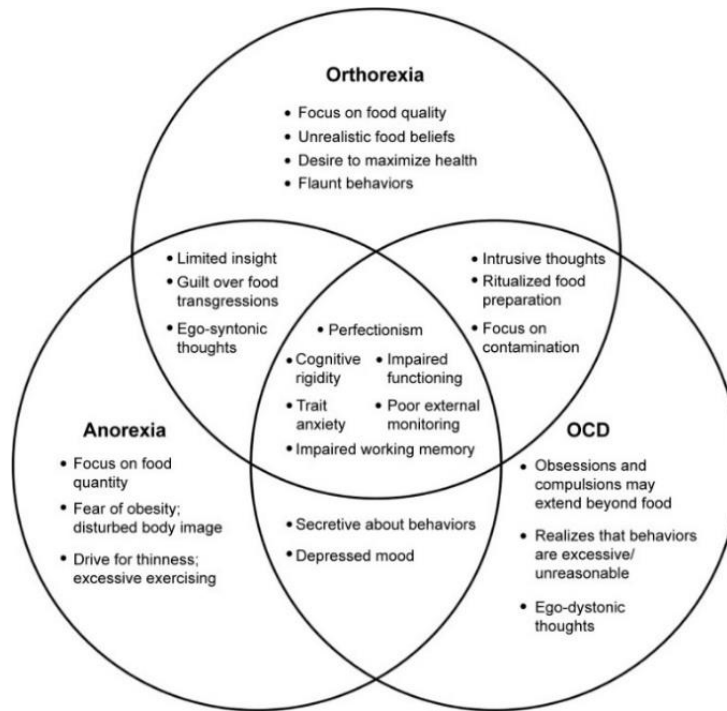 Orthorexia
• Focus on food quality
• Unrealistic food beliefs
• Desire to maximize health
• Flaunt behaviors
• Limited insight
• Guilt over food
transgressions
• Ego-syntonic
thoughts
• Intrusive thoughts
• Ritualized food
preparation
• Focus on
contamination
• Perfectionism
• Cognitive
rigidity
• Impaired
functioning
• Trait
anxiety
• Poor external
monitoring
• Impaired working memory
Anorexia
• Focus on food
quantity
• Fear of obesity;
disturbed body image
• Drive for thinness;
excessive exercising
OCD
• Obsessions and
compulsions may
extend beyond food
• Realizes that behaviors
are excessive/
unreasonable
• Ego-dystonic
thoughts
• Secretive about behaviors
• Depressed mood